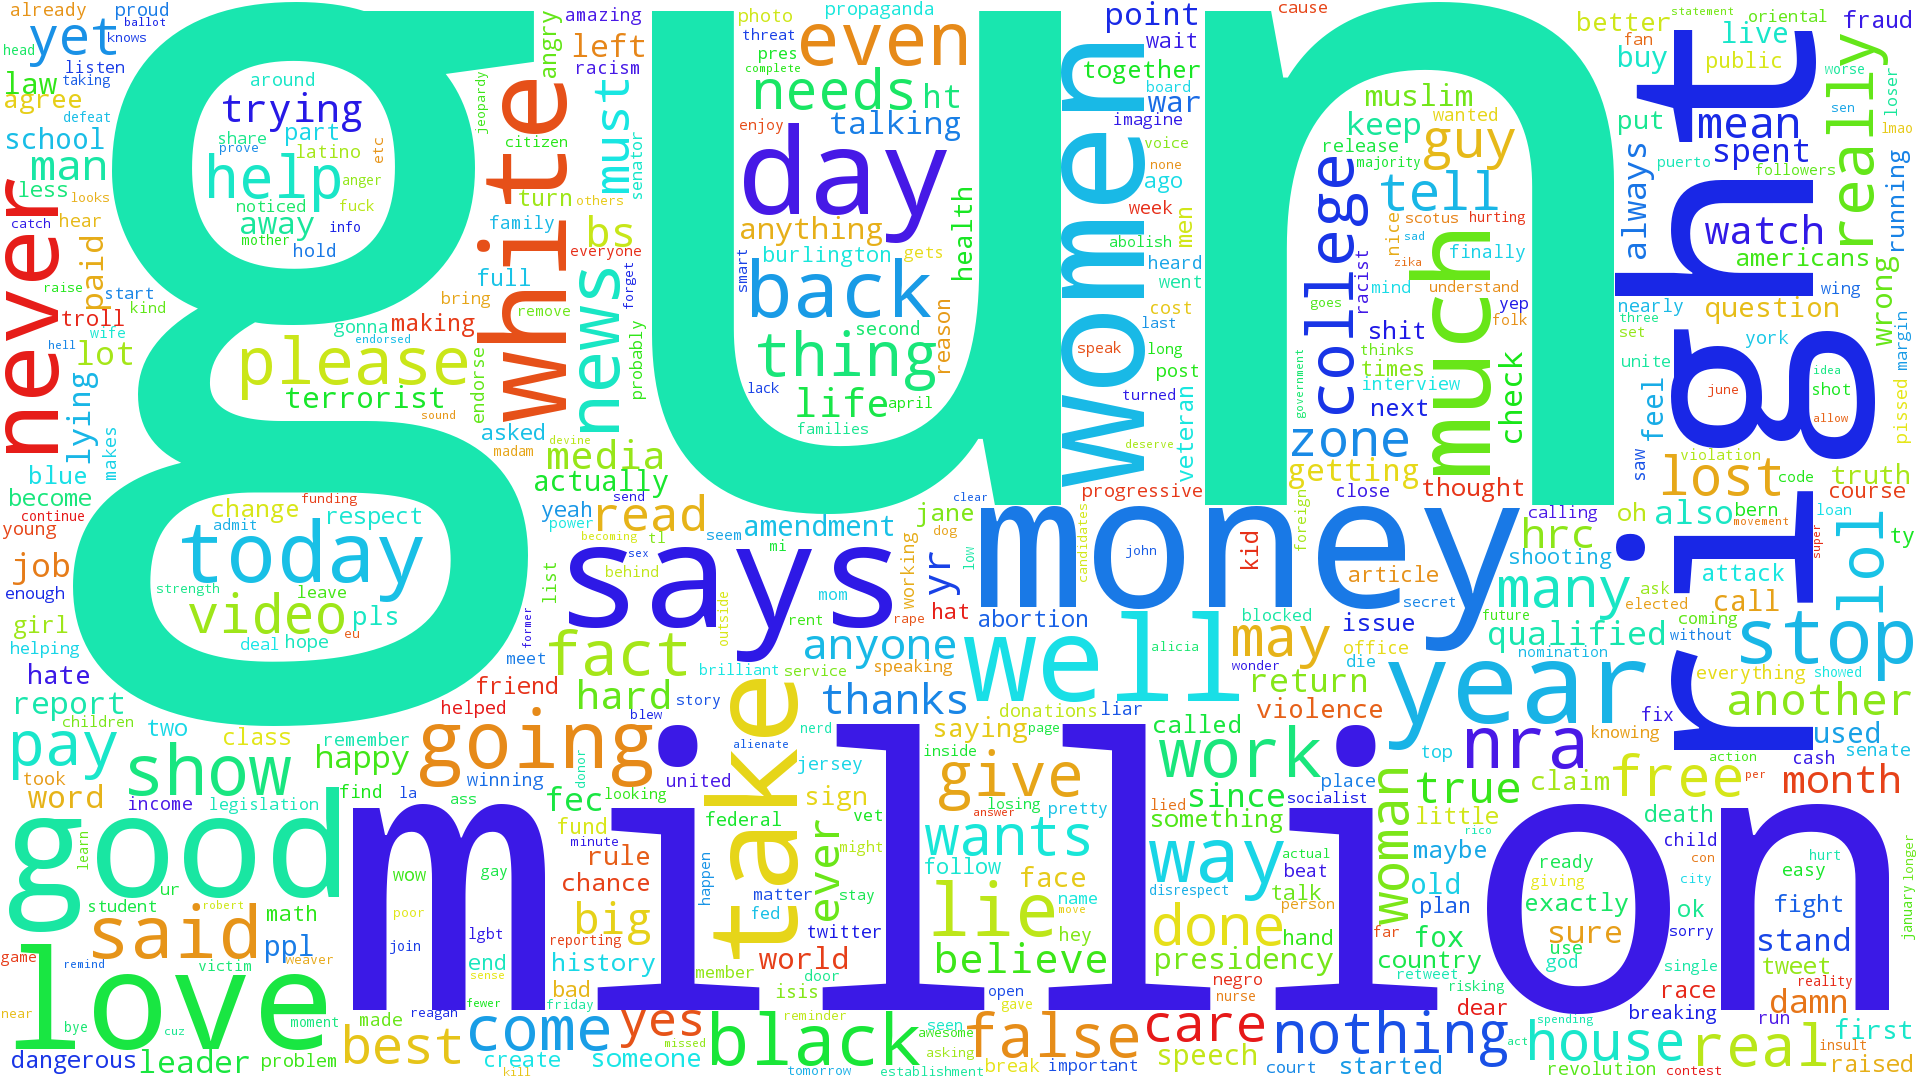 gun
million
right
money
says
women
white
never
day
back
thing
even
needs
ht
talking
anything
burlington
gets
smart
second
life
april
families
lack
health
reason
already
proud
ballot
yet
knows
head
listen
law
taking
agree
defeat
school
man
less
looks
catch
hear
paid
raise
start
kind
troll
wife
hell
lot
lying
makes
blue
become
continue
young
job
enough
girl
helping
hate
report
children
two
around
trying
share
part
prove
latino
etc
help
anger
noticed
fuck
away
info
mother
hold
gonna
making
endorsed
bring
please
terrorist
sound
endorse
jeopardy
angry
amazing
left
racism
must
senator
citizen
turn
others
family
bs
everyone
full
news
forget
remove
probably
asked
devine
madam
media
actually
photo
propaganda
threat
pres
complete
enjoy
point
cause
wait
together
board
war
imagine
voice
none
ago
week
men
abolish
heard
went
cost
last
speak
long
post
turned
veteran
deserve
progressive
muslim
keep
wanted
release
majority
guy
college
tell
scotus
hurting
nice
sad
finally
zika
racist
mind
understand
goes
yep
folk
much
shit
thinks
times
interview
government
next
check
zone
getting
close
thought
better
statement
oriental
fraud
fan
live
buy
public
worse
really
loser
sen
put
mean
lmao
always
spent
puerto
followers
running
watch
americans
wrong
nearly
question
wing
three
set
york
unite
margin
idea
june
shot
allow
feel
pissed
saw
lost
violation
code
truth
course
also
bern
movement
loan
super
lol
ty
change
funding
admit
respect
today
strength
leave
video
pls
eu
deal
hope
yeah
send
power
read
becoming
tl
sex
list
behind
former
meet
fact
seem
amendment
mi
clear
jane
dog
low
working
yr
mom
rent
rape
hat
outside
anyone
speaking
brilliant
service
abortion
candidates
john
kid
foreign
calling
hrc
oh
shooting
article
many
secret
future
ask
attack
elected
call
coming
without
qualified
nomination
stop
everything
showed
another
well
alicia
blocked
may
issue
office
wonder
die
return
violence
year
fix
knowing
used
senate
friend
helped
hard
story
blew
thanks
donations
liar
nerd
alienate
saying
page
called
top
nra
action
cash
pay
class
remember
took
show
happy
going
winning
donor
united
take
jersey
inside
give
work
place
true
claim
free
per
month
word
income
legislation
find
la
ass
fec
looking
sign
losing
answer
pretty
lied
since
socialist
something
little
death
rico
good
learn
ur
student
robert
math
wow
gay
poor
join
lgbt
fund
minute
federal
vet
rule
might
chance
happen
matter
stay
fed
ever
big
twitter
wants
follow
face
name
way
disrespect
actual
beat
talk
person
woman
maybe
old
plan
child
con
city
ok
sorry
ready
giving
exactly
sure
use
god
hurt
easy
fight
stand
january
longer
said
ppl
game
remind
victim
weaver
near
love
bye
cuz
moment
end
sense
fewer
reporting
history
bad
friday
world
member
door
isis
lie
move
hey
believe
done
hand
presidency
far
fox
country
retweet
single
tweet
race
reality
damn
made
reagan
yes
missed
reminder
open
gave
negro
nurse
risking
dear
breaking
run
first
dangerous
leader
problem
best
come
create
kill
someone
black
tomorrow
seen
awesome
asking
establishment
false
break
important
care
speech
nothing
court
started
spending
act
house
revolution
real
contest
insult
raised